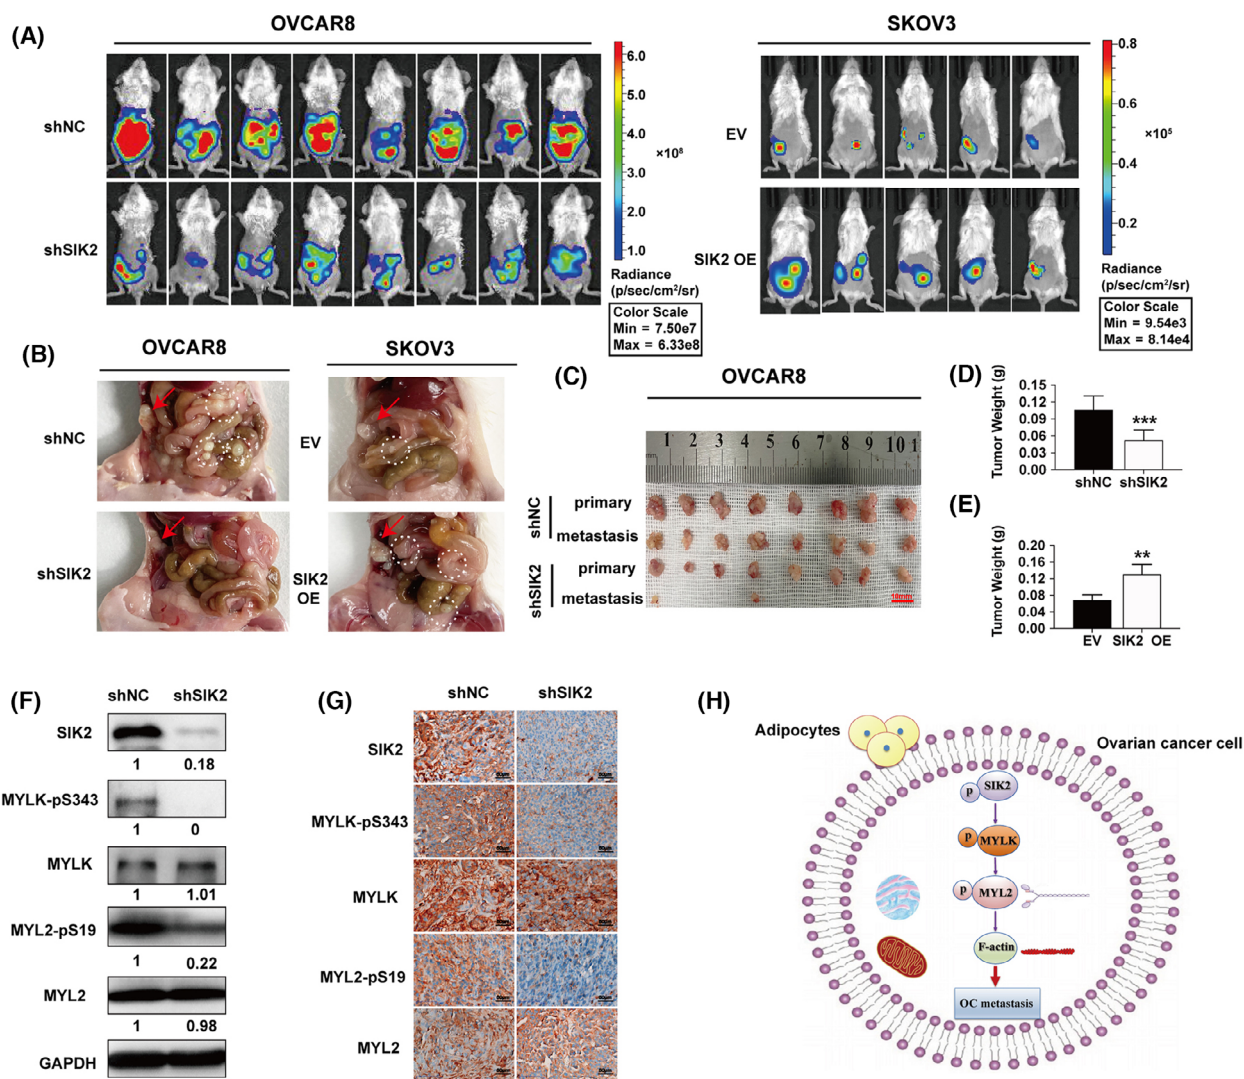 (A)
OVCAR8
SKOV3
shNC
shSIK2
6.0
5.0
4.0
×10⁸
3.0
2.0
1.0
Radiance
(p/sec/cm²/sr)
Color Scale
Min = 7.50e7
Max = 6.33e8
EV
SIK2 OE
0.8
0.6
×10⁵
0.4
0.2
Radiance
(p/sec/cm²/sr)
Color Scale
Min = 9.54e3
Max = 8.14e4
(B)
OVCAR8
SKOV3
shNC
EV
shSIK2
SIK2
OE
(C)
OVCAR8
1 2 3 4 5 6 7 8 9 10 1
shNC
primary
metastasis
shSIK2
primary
metastasis
10mm
(D)
Tumor Weight (g)
0.15
0.12
0.09
0.06
0.03
0.00
***
shNC shSIK2
(E)
Tumor Weight (g)
0.20
0.16
0.12
0.08
0.04
0.00
**
EV SIK2 OE
(F)
shNC shSIK2
SIK2
1 0.18
MYLK-pS343
1 0
MYLK
1 1.01
MYL2-pS19
1 0.22
MYL2
1 0.98
GAPDH
(G)
shNC shSIK2
SIK2
MYLK-pS343
MYLK
MYL2-pS19
MYL2
(H)
Adipocytes
Ovarian cancer cell
p SIK2
p MYLK
p MYL2
F-actin
OC metastasis